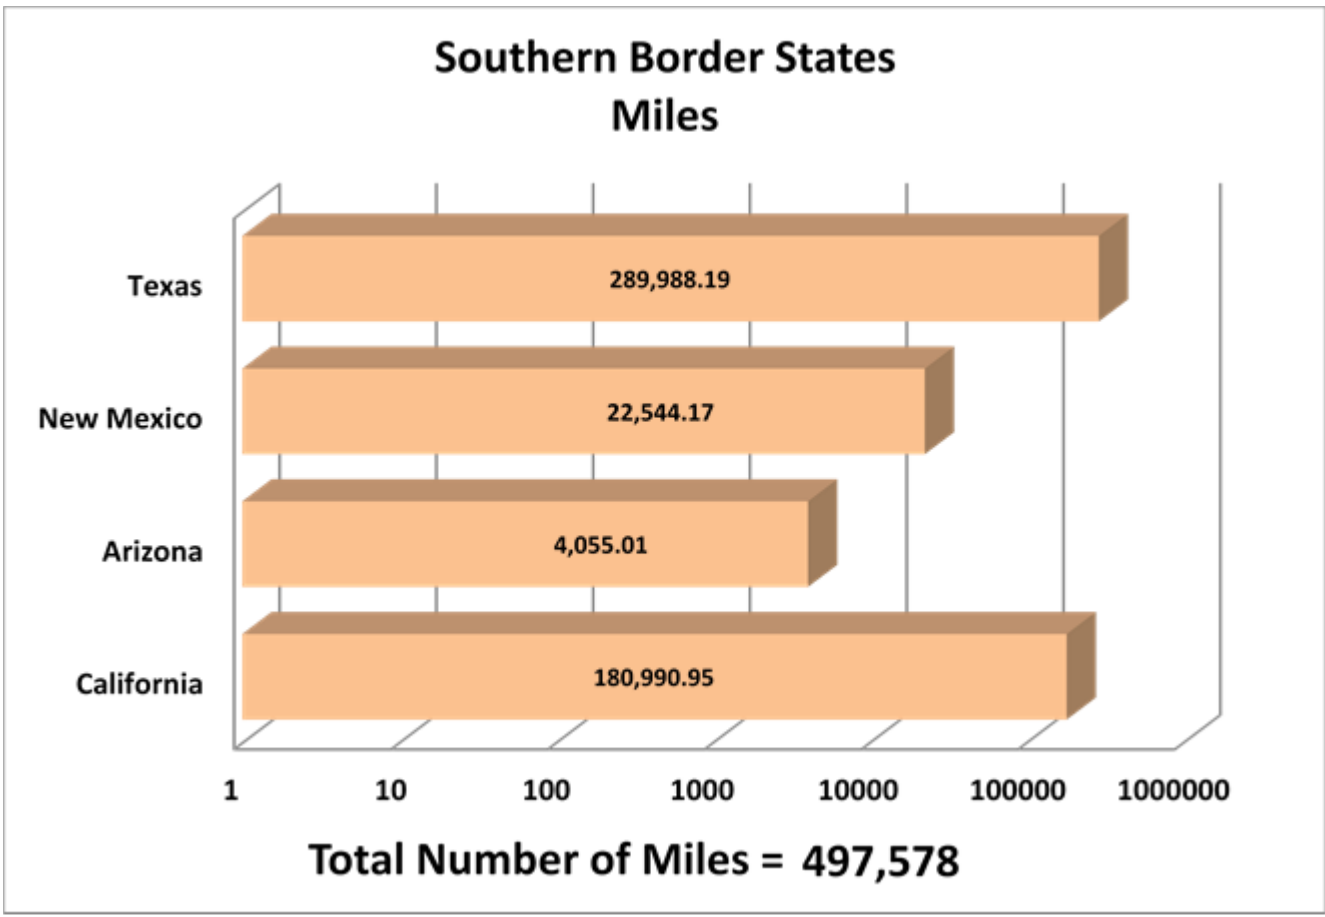 Southern Border States
Miles
Texas
289,988.19
New Mexico
22,544.17
Arizona
4,055.01
California
180,990.95
1 10 100 1000 10000 100000 1000000
Total Number of Miles = 497,578